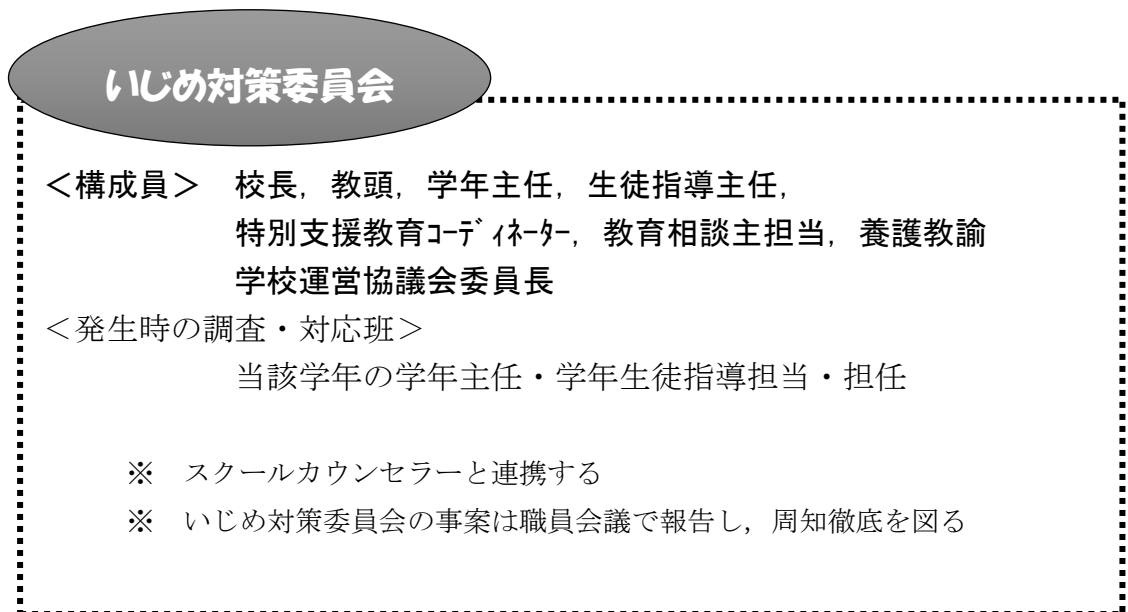 いじめ対策委員会
＜構成員＞　校長，教頭，学年主任，生徒指導主任，
特別支援教育ｺｰﾃﾞｨﾈｰﾀｰ，教育相談主担当，養護教諭
学校運営協議会委員長
＜発生時の調査・対応班＞
当該学年の学年主任・学年生徒指導担当・担任
※　スクールカウンセラーと連携する
※　いじめ対策委員会の事案は職員会議で報告し，周知徹底を図る